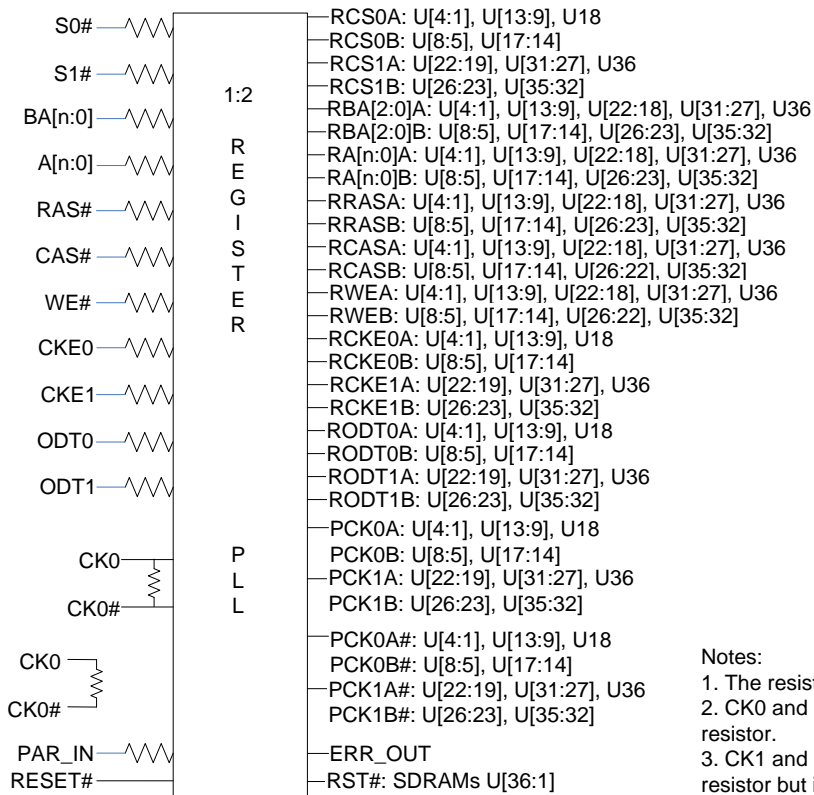 S0#
S1#
BA[n:0]
A[n:0]
RAS#
CAS#
WE#
CKE0
CKE1
ODT0
ODT1
CK0
CK0#
CK0
CK0#
PAR_IN
RESET#
1:2
R
E
G
I
S
T
E
R
P
L
L
RCS0A: U[4:1], U[13:9], U18
RCS0B: U[8:5], U[17:14]
RCS1A: U[22:19], U[31:27], U36
RCS1B: U[26:23], U[35:32]
RBA[2:0]A: U[4:1], U[13:9], U[22:18], U[31:27], U36
RBA[2:0]B: U[8:5], U[17:14], U[26:23], U[35:32]
RA[n:0]A: U[4:1], U[13:9], U[22:18], U[31:27], U36
RA[n:0]B: U[8:5], U[17:14], U[26:23], U[35:32]
RRASA: U[4:1], U[13:9], U[22:18], U[31:27], U36
RRASB: U[8:5], U[17:14], U[26:23], U[35:32]
RCASA: U[4:1], U[13:9], U[22:18], U[31:27], U36
RCASB: U[8:5], U[17:14], U[26:22], U[35:32]
RWEA: U[4:1], U[13:9], U[22:18], U[31:27], U36
RWEB: U[8:5], U[17:14], U[26:22], U[35:32]
RCKE0A: U[4:1], U[13:9], U18
RCKE0B: U[8:5], U[17:14]
RCKE1A: U[22:19], U[31:27], U36
RCKE1B: U[26:23], U[35:32]
RODT0A: U[4:1], U[13:9], U18
RODT0B: U[8:5], U[17:14]
RODT1A: U[22:19], U[31:27], U36
RODT1B: U[26:23], U[35:32]
PCK0A: U[4:1], U[13:9], U18
PCK0B: U[8:5], U[17:14]
PCK1A: U[22:19], U[31:27], U36
PCK1B: U[26:23], U[35:32]
PCK0A#: U[4:1], U[13:9], U18
PCK0B#: U[8:5], U[17:14]
PCK1A#: U[22:19], U[31:27], U36
PCK1B#: U[26:23], U[35:32]
ERR_OUT
RST#: SDRAMs U[36:1]
Notes:
1. The resist
2. CK0 and
resistor.
3. CK1 and
resistor but i